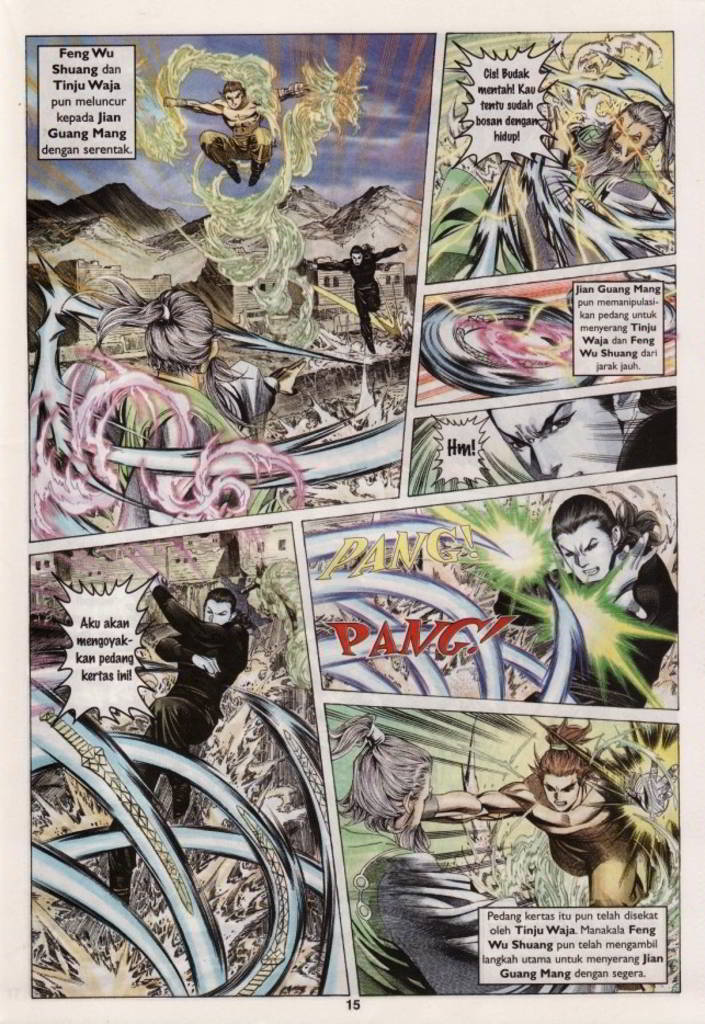 Feng Wu
Shuang dan
Tinju Waja
pun meluncur
kepada Jian
Guang Mang
dengan serentak.
Cis! Budak
mentah! Kau
tentu sudah
bosan dengan
hidup!
Jian Guang Mang
pun memanipulasi-
kan pedang untuk
menyerang Tinju
Waja dan Feng
Wu Shuang dari
jarak jauh.
Hm!
Aku akan
mengoyak-
kan pedang
kertas ini!
PANG!
PANG!
Pedang kertas itu pun telah disekat
oleh Tinju Waja. Manakala Feng
Wu Shuang pun telah mengambil
langkah utama untuk menyerang Jian
Guang Mang dengan segera.
15